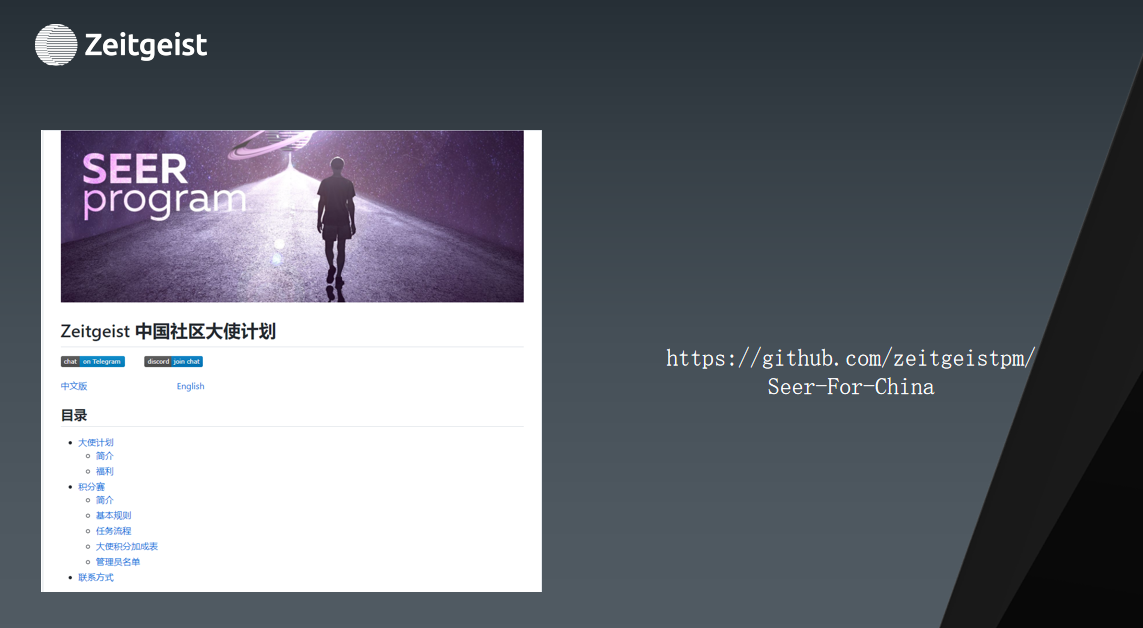 Zeitgeist
SEER
program
Zeitgeist 中国社区大使计划
chat on Telegram discord join chat
中文版 English
目录
大使计划
简介
福利
积分赛
简介
基本规则
任务流程
大使积分加成表
管理员名单
联系方式
https://github.com/zeitgeistpm/
Seer-For-China